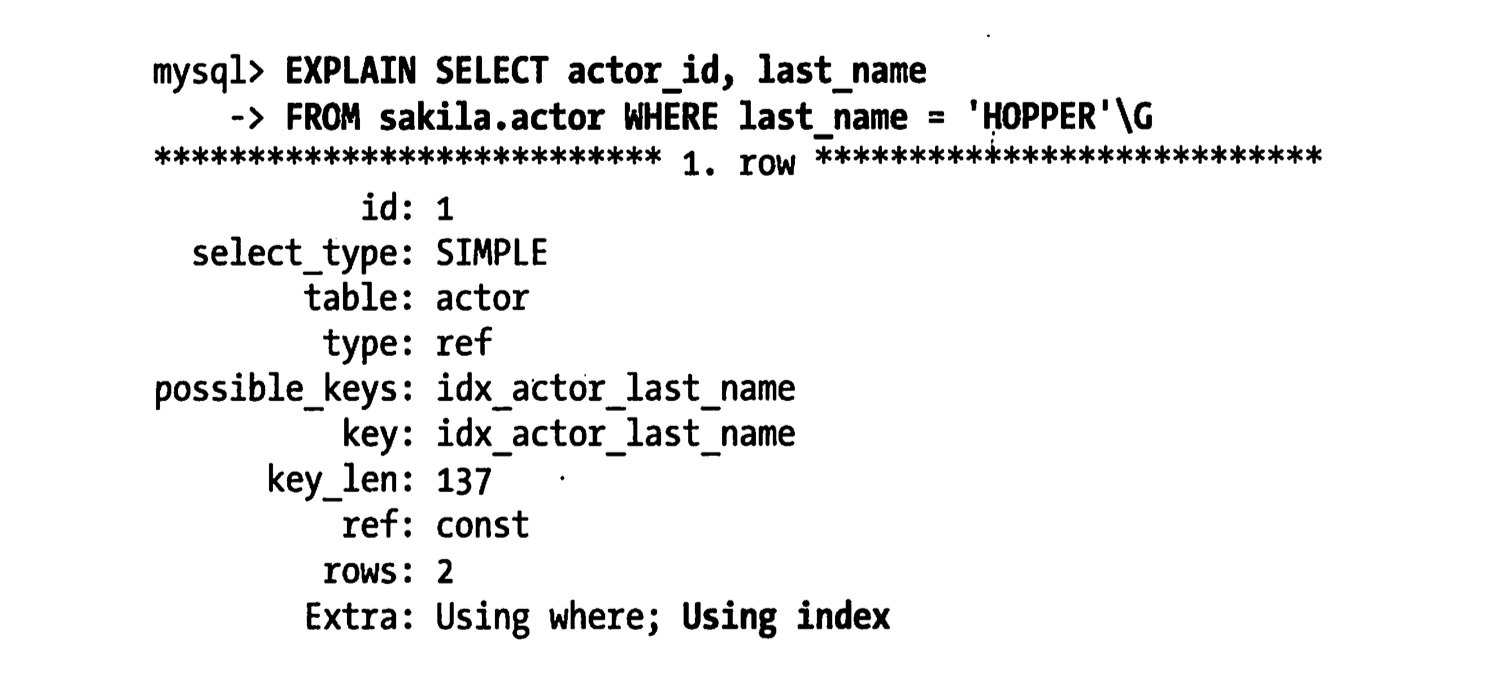 mysql> EXPLAIN SELECT actor_id, last_name
-> FROM sakila.actor WHERE last_name = 'HOPPER'\G
*************************** 1. row ***************************
id: 1
select_type: SIMPLE
table: actor
type: ref
possible_keys: idx_actor_last_name
key: idx_actor_last_name
key_len: 137
ref: const
rows: 2
Extra: Using where; Using index